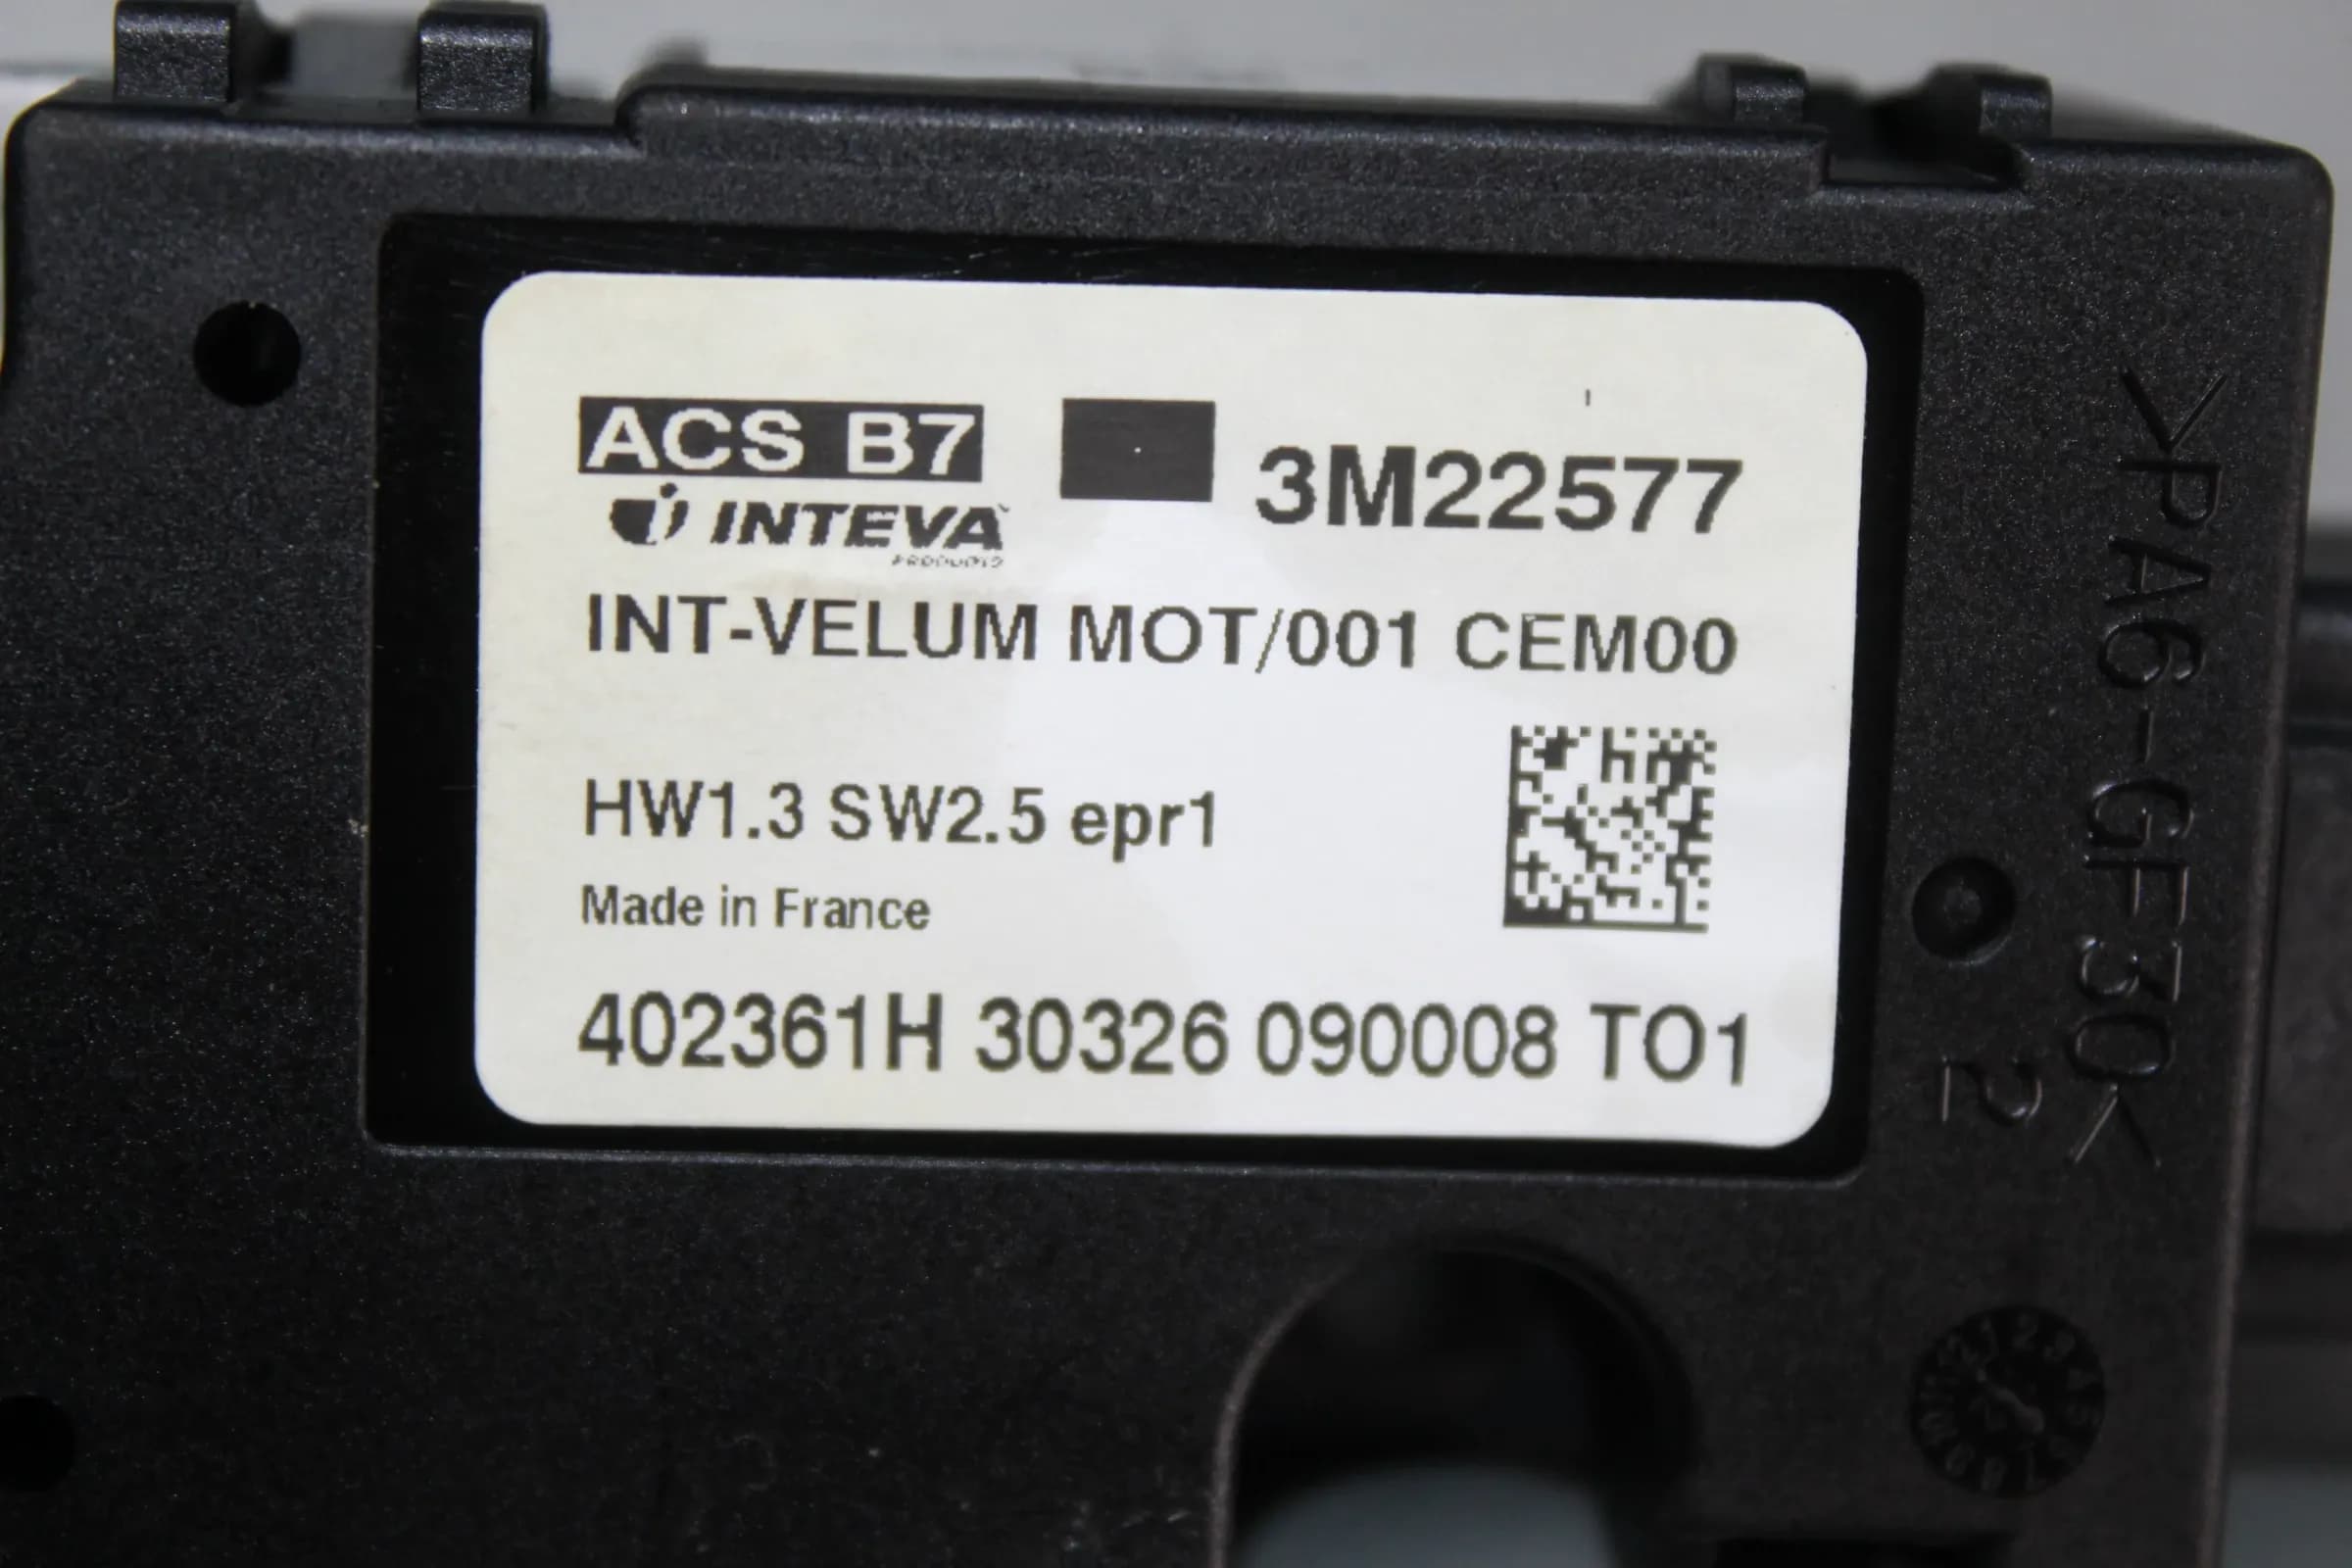 ACS B7
3M22577
INTEVA
PRODUCTS
INT-VELUM MOT/001 CEM00
HW1.3 SW2.5 epr1
Made in France
402361H 30326 090008 TO1
>PA6-GF30<
2